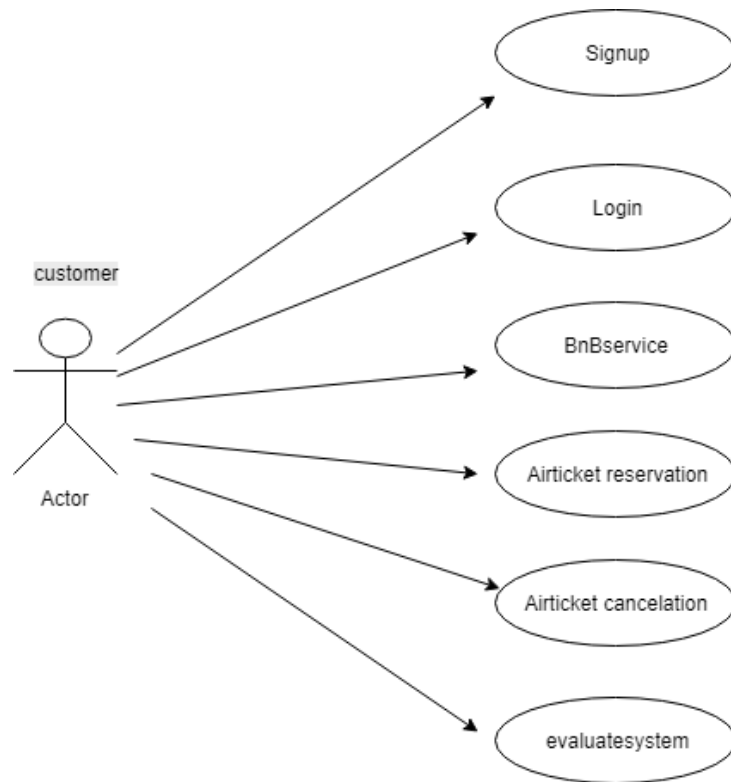 Signup
Login
customer
BnBservice
Airticket reservation
Actor
Airticket cancelation
evaluatesystem